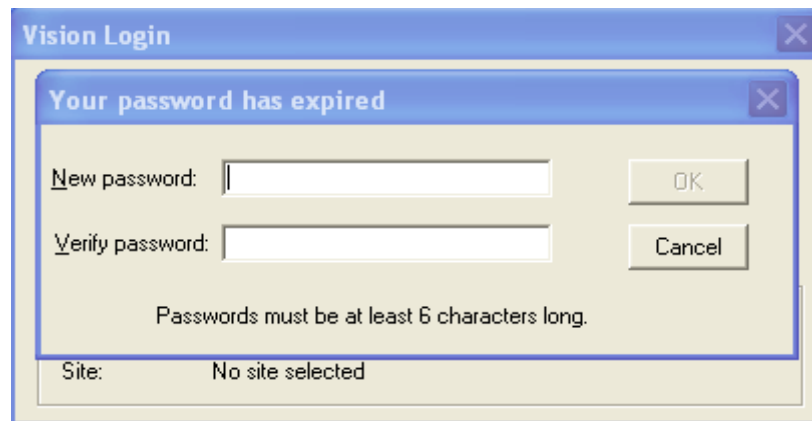 Vision Login
Your password has expired
New password:
OK
Verify password:
Cancel
Passwords must be at least 6 characters long.
Site: No site selected